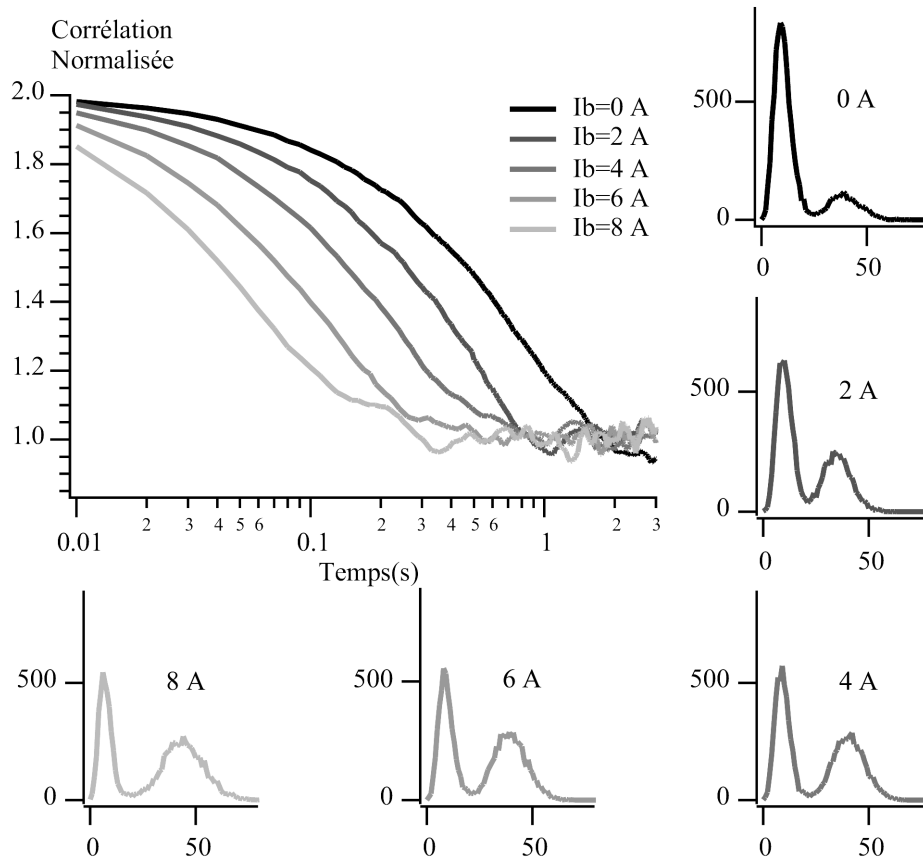 Corrélation
Normalisée
2.0
1.8
1.6
1.4
1.2
1.0
Ib=0 A
Ib=2 A
Ib=4 A
Ib=6 A
Ib=8 A
2 3 4 5 6 2 3 4 5 6 2 3
0.01 0.1 1
Temps(s)
500
0
0 A
0 50
500
0
2 A
0 50
500
0
8 A
0 50
500
0
6 A
0 50
500
0
4 A
0 50